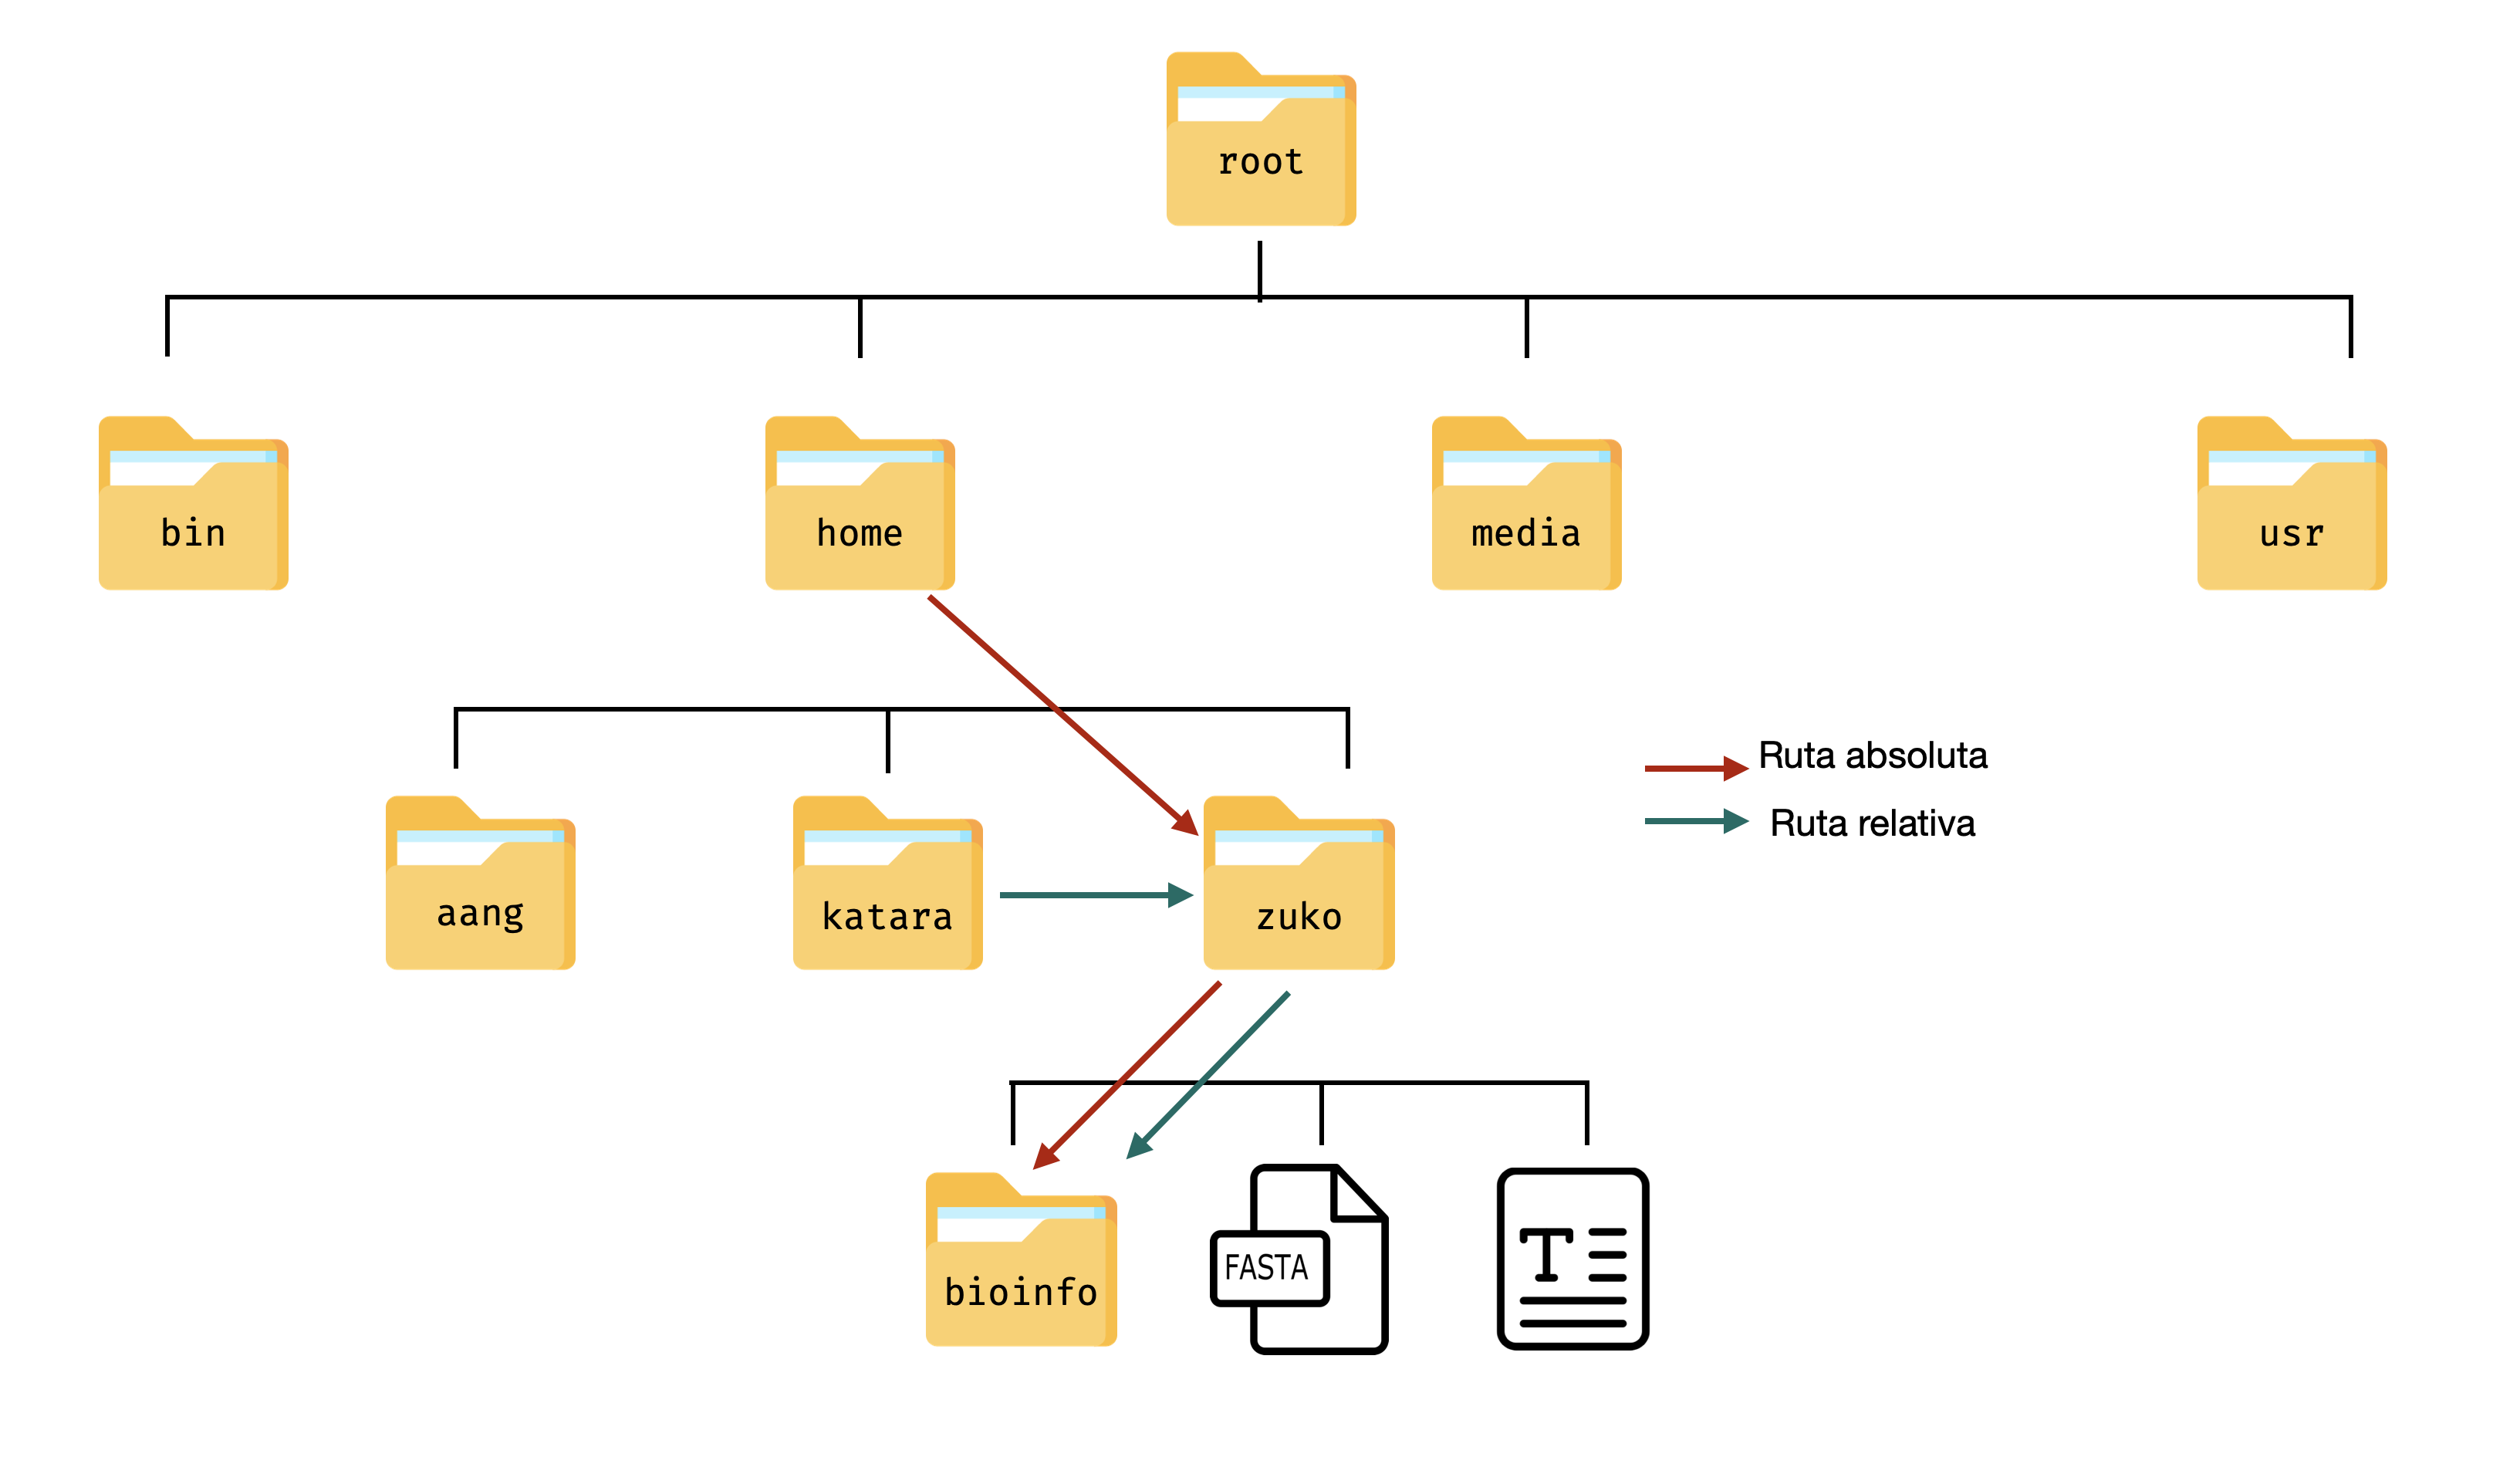 root
bin
home
media
usr
Ruta absoluta
Ruta relativa
aang
katara
zuko
bioinfo
FASTA
T